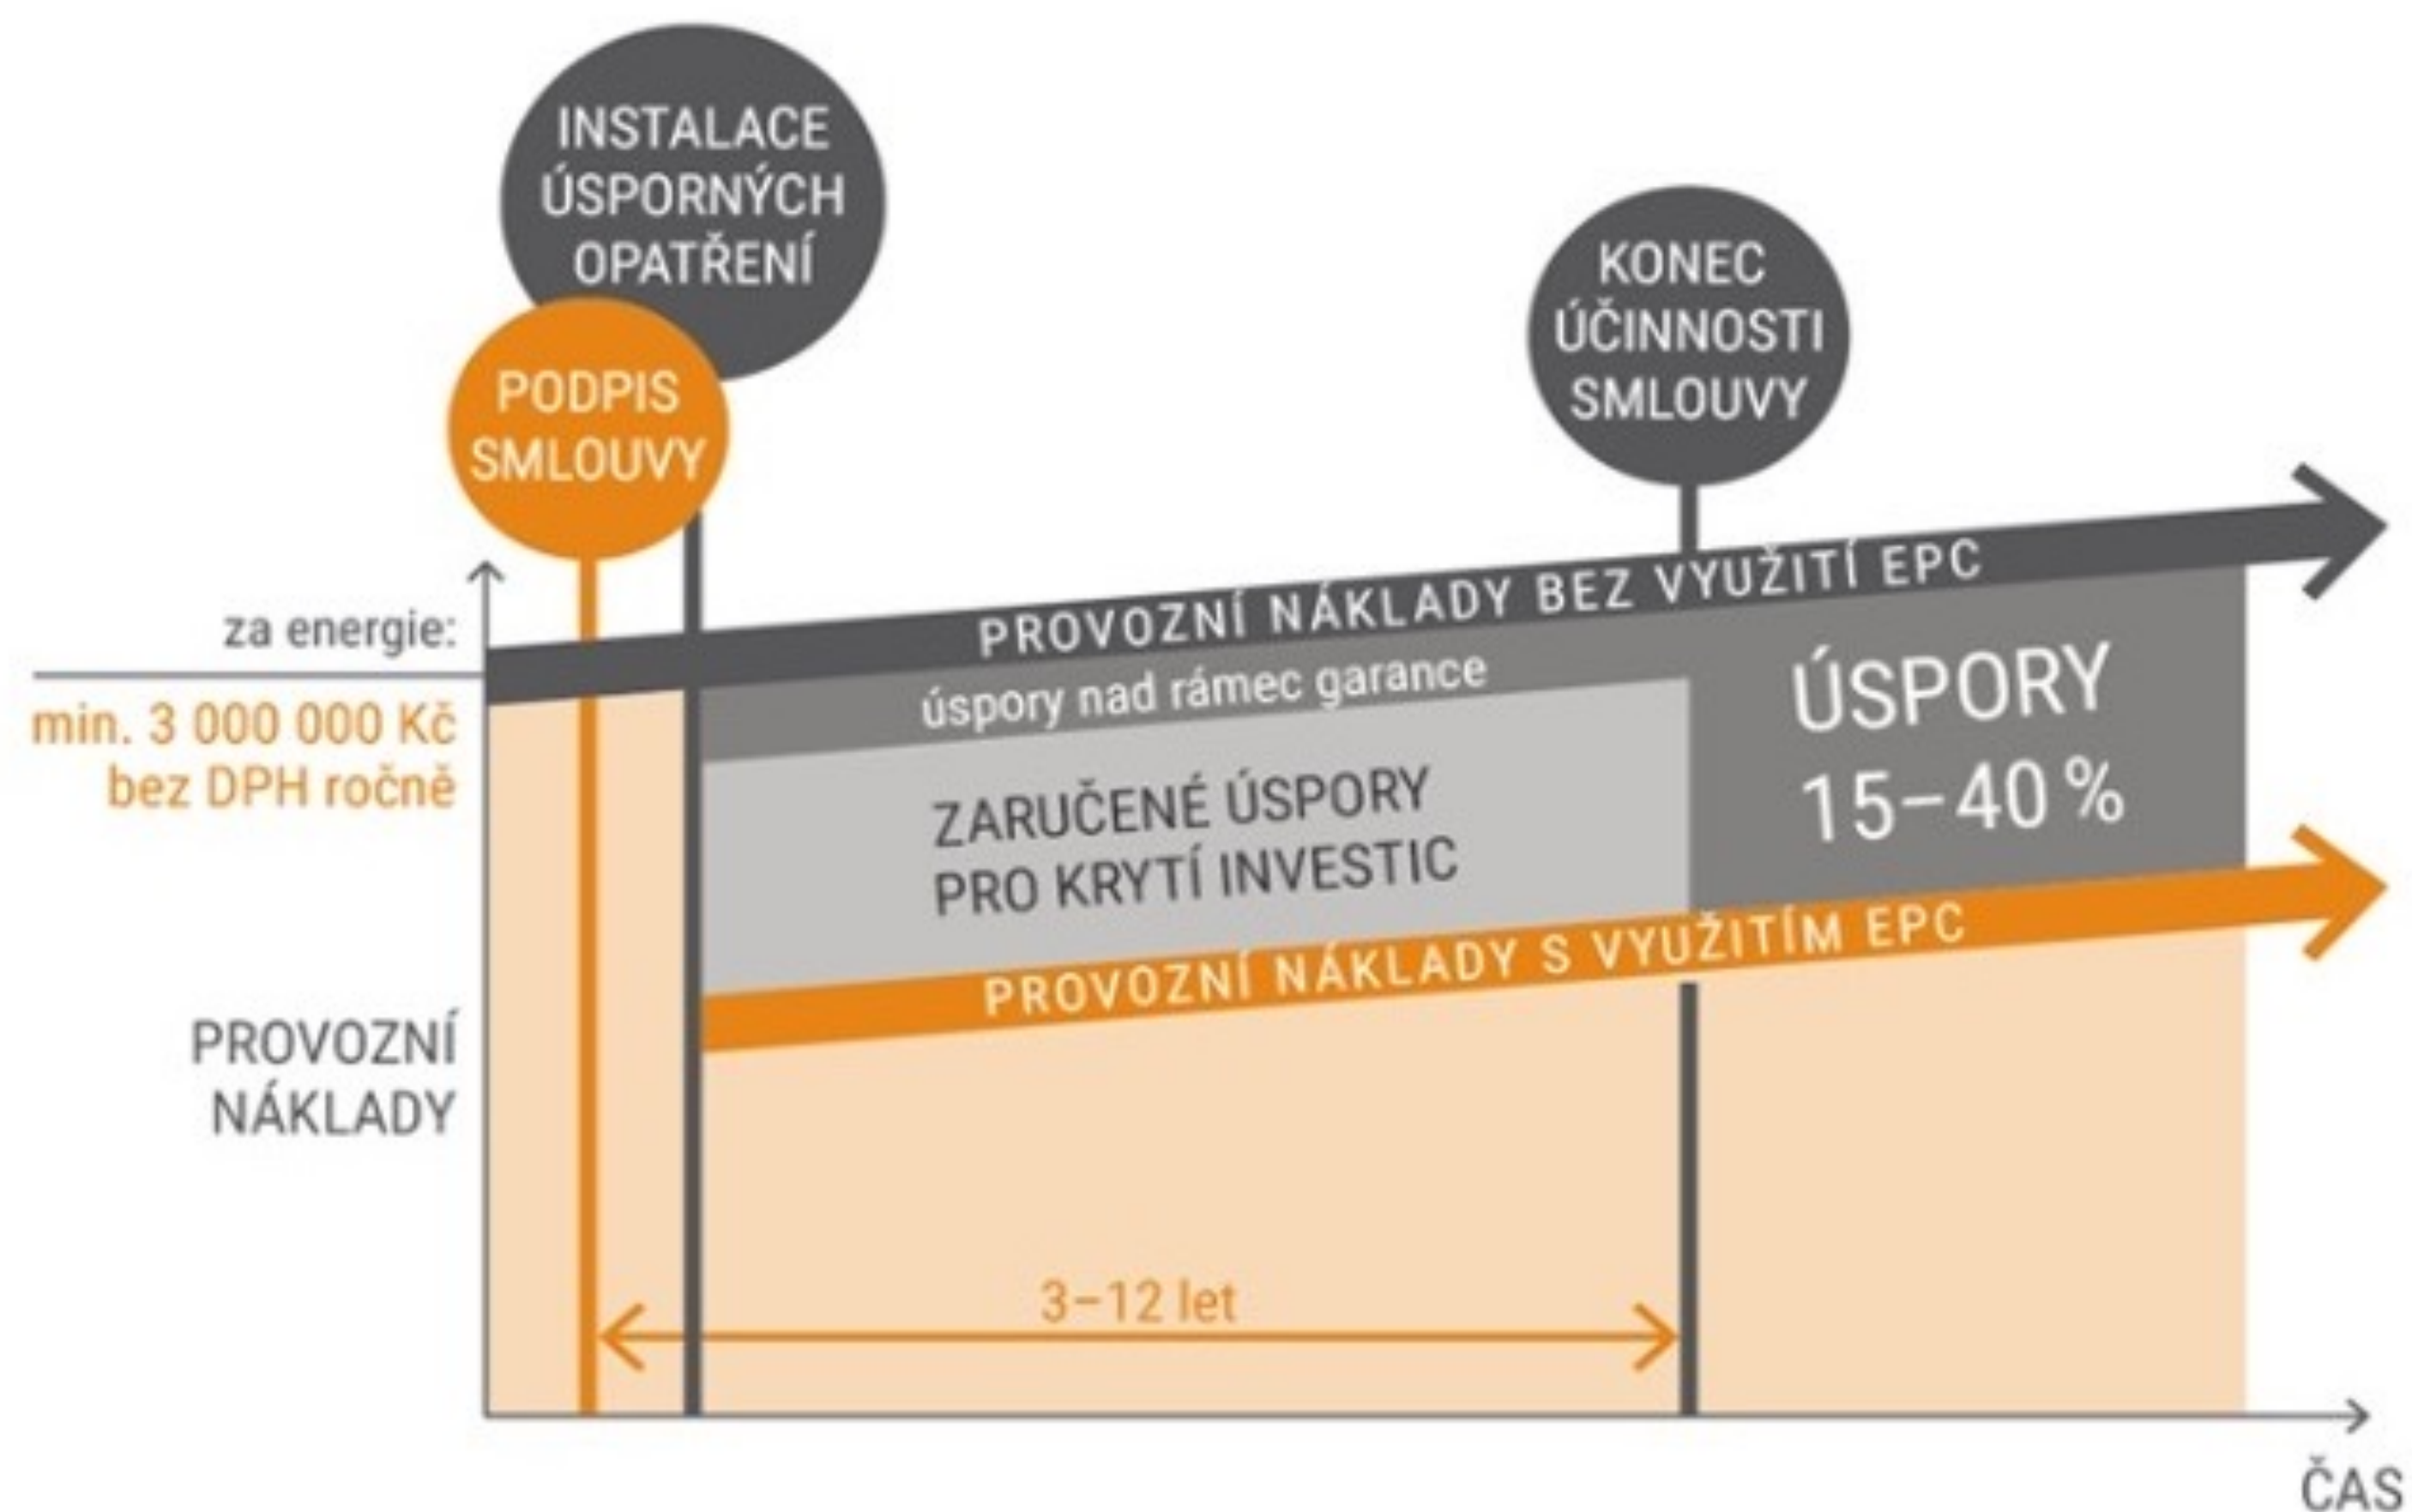 INSTALACE
ÚSPORNÝCH
OPATŘENÍ
PODPIS
SMLOUVY
KONEC
ÚČINNOSTI
SMLOUVY
za energie:
min. 3 000 000 Kč
bez DPH ročně
PROVOZNÍ NÁKLADY BEZ VYUŽITÍ EPC
úspory nad rámec garance
ÚSPORY
15–40 %
ZARUČENÉ ÚSPORY
PRO KRYTÍ INVESTIC
PROVOZNÍ NÁKLADY S VYUŽITÍM EPC
PROVOZNÍ
NÁKLADY
3–12 let
ČAS